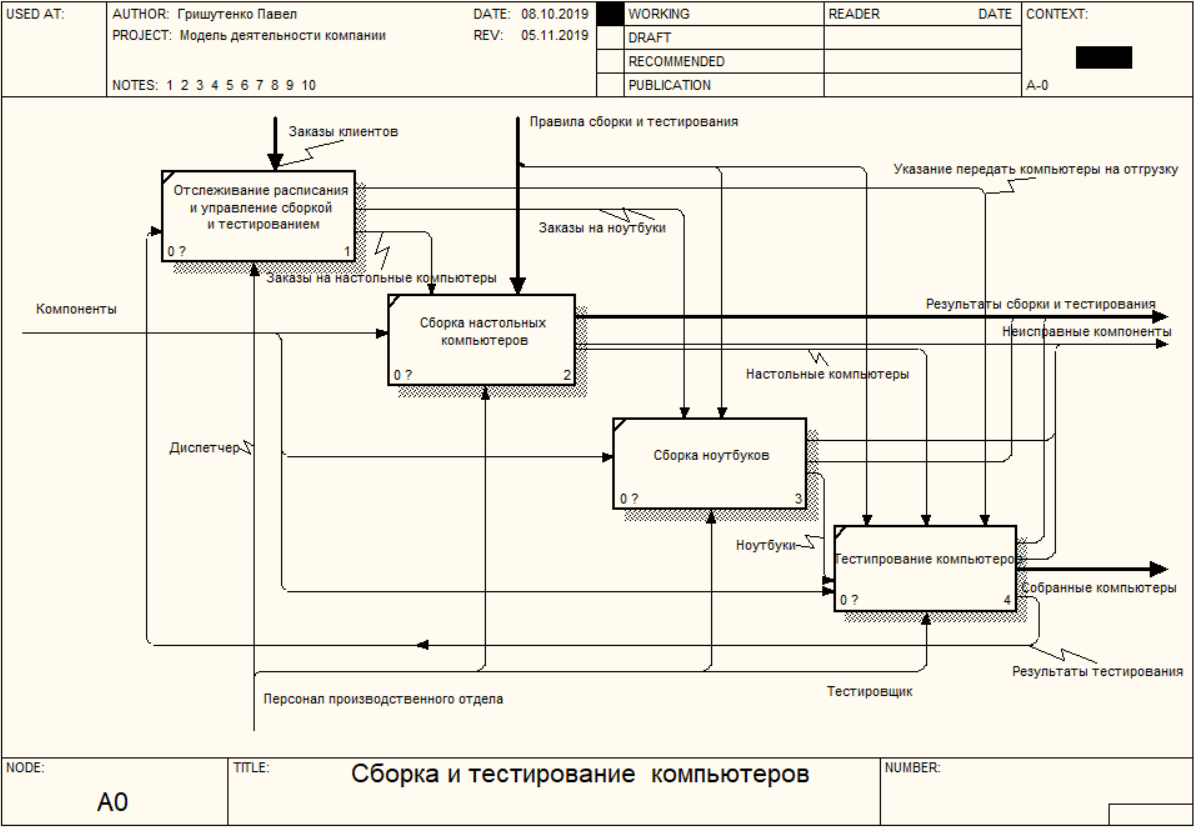 USED AT:
AUTHOR: Гришутенко Павел
DATE: 08.10.2019
PROJECT: Модель деятельности компании
REV: 05.11.2019
NOTES: 1 2 3 4 5 6 7 8 9 10
WORKING
DRAFT
RECOMMENDED
PUBLICATION
READER
DATE
CONTEXT:
A-0
Заказы клиентов
Правила сборки и тестирования
Указание передать компьютеры на отгрузку
Отслеживание расписания
и управление сборкой
и тестированием
0 ?
1
Заказы на ноутбуки
Заказы на настольные компьютеры
Компоненты
Результаты сборки и тестирования
Неисправные компоненты
Сборка настольных
компьютеров
0 ?
2
Настольные компьютеры
Диспетчер
Сборка ноутбуков
0 ?
3
Ноутбуки
Тестипрование компьютеров
0 ?
4
Собранные компьютеры
Результаты тестирования
Персонал производственного отдела
Тестировщик
NODE:
A0
TITLE:
Сборка и тестирование компьютеров
NUMBER: